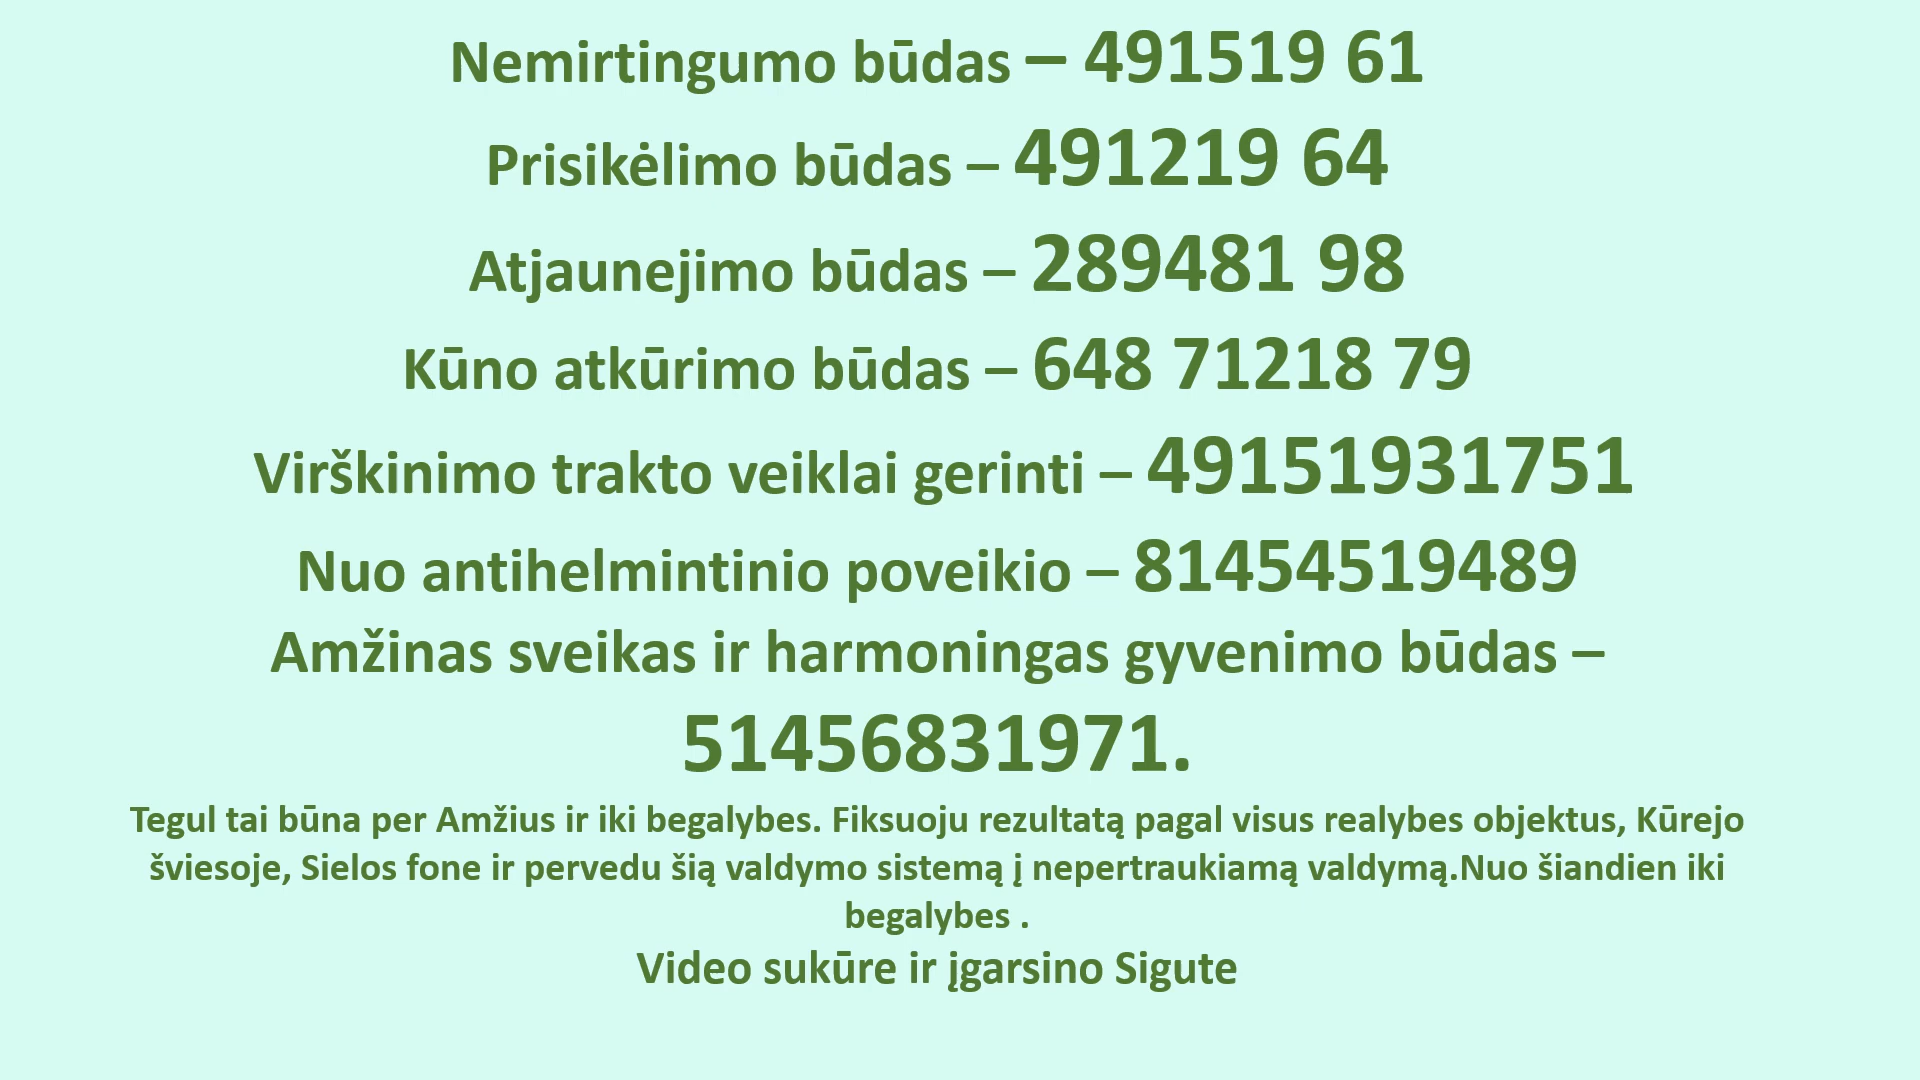 Nemirtingumo būdas – 491519 61
Prisikėlimo būdas – 491219 64
Atjaunejimo būdas – 289481 98
Kūno atkūrimo būdas – 648 71218 79
Virškinimo trakto veiklai gerinti – 49151931751
Nuo antihelmintinio poveikio – 81454519489
Amžinas sveikas ir harmoningas gyvenimo būdas –
51456831971.
Tegul tai būna per Amžius ir iki begalybes. Fiksuoju rezultatą pagal visus realybes objektus, Kūrejo
šviesoje, Sielos fone ir pervedu šią valdymo sistemą į nepertraukiamą valdymą.Nuo šiandien iki
begalybes .
Video sukūre ir įgarsino Sigute